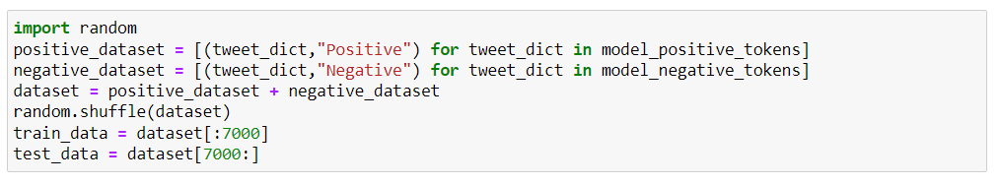 import random
positive_dataset = [(tweet_dict,"Positive") for tweet_dict in model_positive_tokens]
negative_dataset = [(tweet_dict,"Negative") for tweet_dict in model_negative_tokens]
dataset = positive_dataset + negative_dataset
random.shuffle(dataset)
train_data = dataset[:7000]
test_data = dataset[7000:]